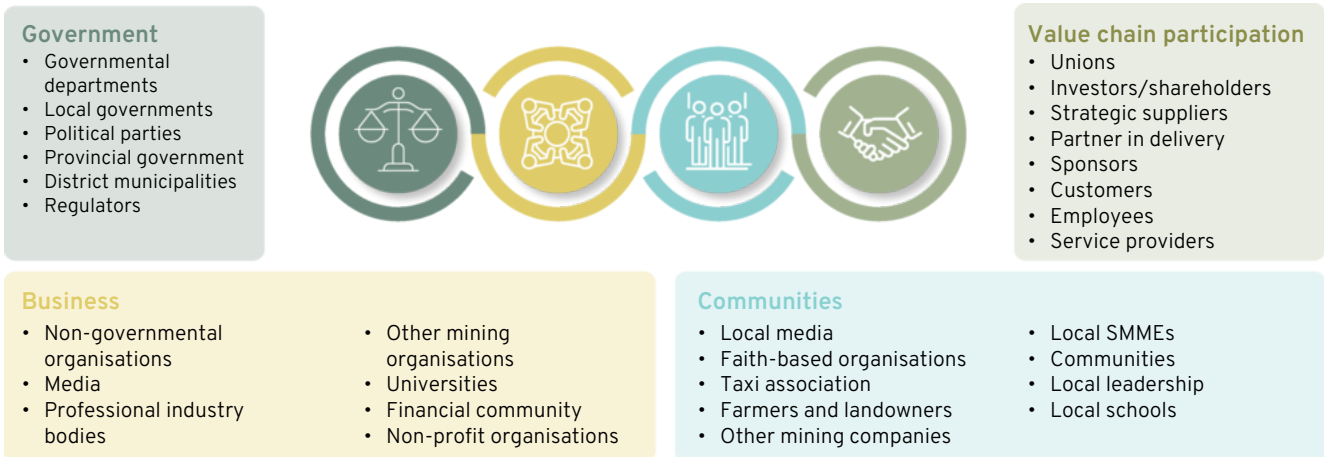 Government
• Governmental
departments
• Local governments
• Political parties
• Provincial government
• District municipalities
• Regulators
Value chain participation
• Unions
• Investors/shareholders
• Strategic suppliers
• Partner in delivery
• Sponsors
• Customers
• Employees
• Service providers
Business
• Non-governmental
organisations
• Media
• Professional industry
bodies
• Other mining
organisations
• Universities
• Financial community
• Non-profit organisations
Communities
• Local media
• Faith-based organisations
• Taxi association
• Farmers and landowners
• Other mining companies
• Local SMMEs
• Communities
• Local leadership
• Local schools